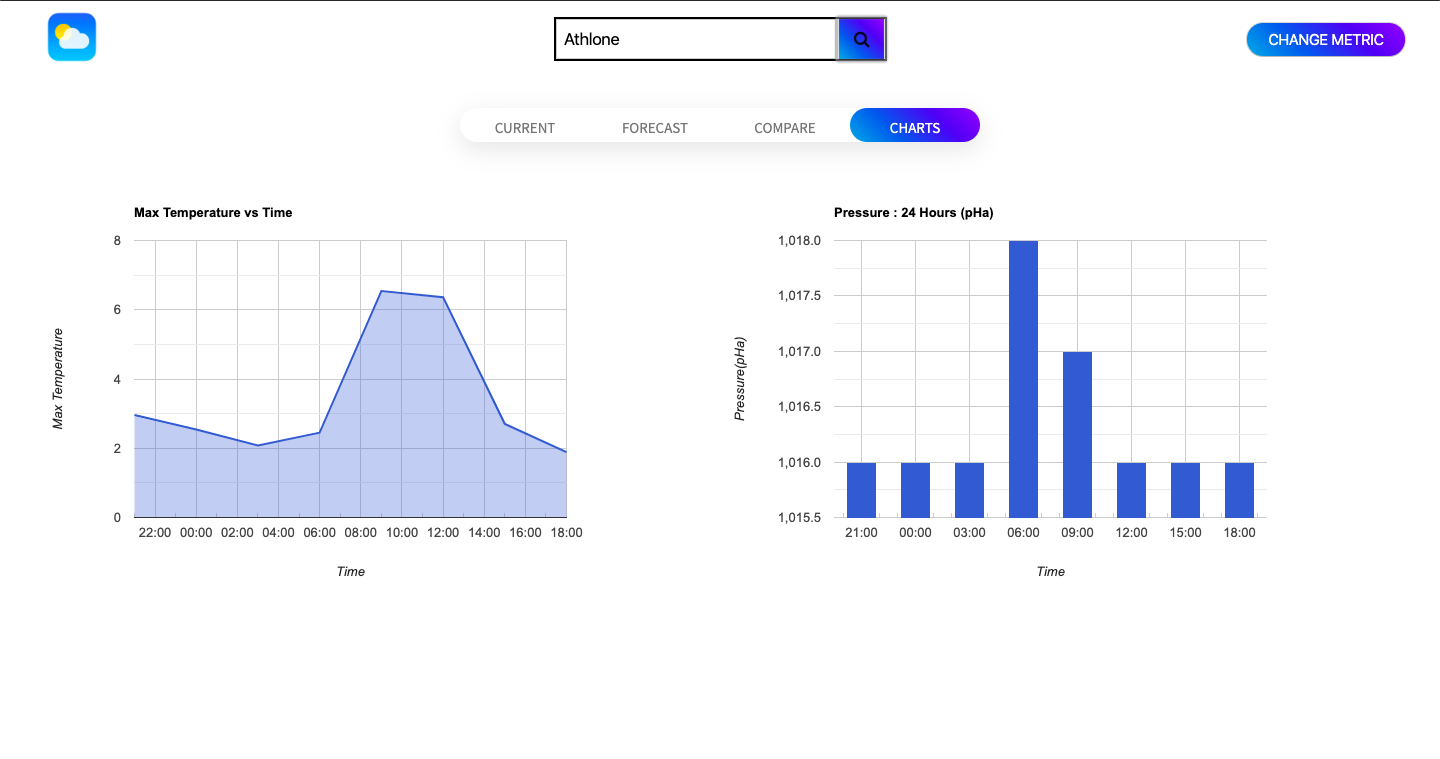 Athlone
CHANGE METRIC
CURRENT FORECAST COMPARE CHARTS
Max Temperature vs Time
8
6
4
2
0
Max Temperature
22:00 00:00 02:00 04:00 06:00 08:00 10:00 12:00 14:00 16:00 18:00
Time
Pressure : 24 Hours (pHa)
1,018.0
1,017.5
1,017.0
1,016.5
1,016.0
1,015.5
Pressure(pHa)
21:00 00:00 03:00 06:00 09:00 12:00 15:00 18:00
Time